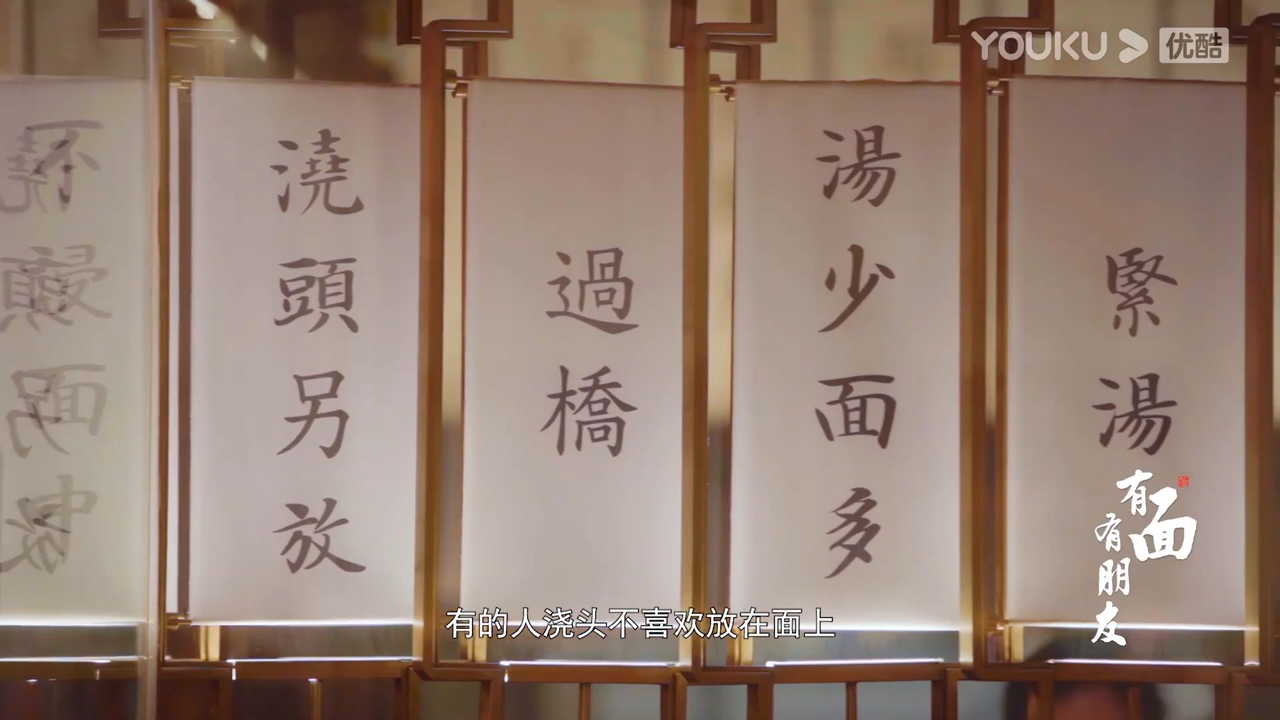 YOUKU 优酷
緊湯
湯少面多
過橋
澆頭另放
有面
有朋友
有的人浇头不喜欢放在面上